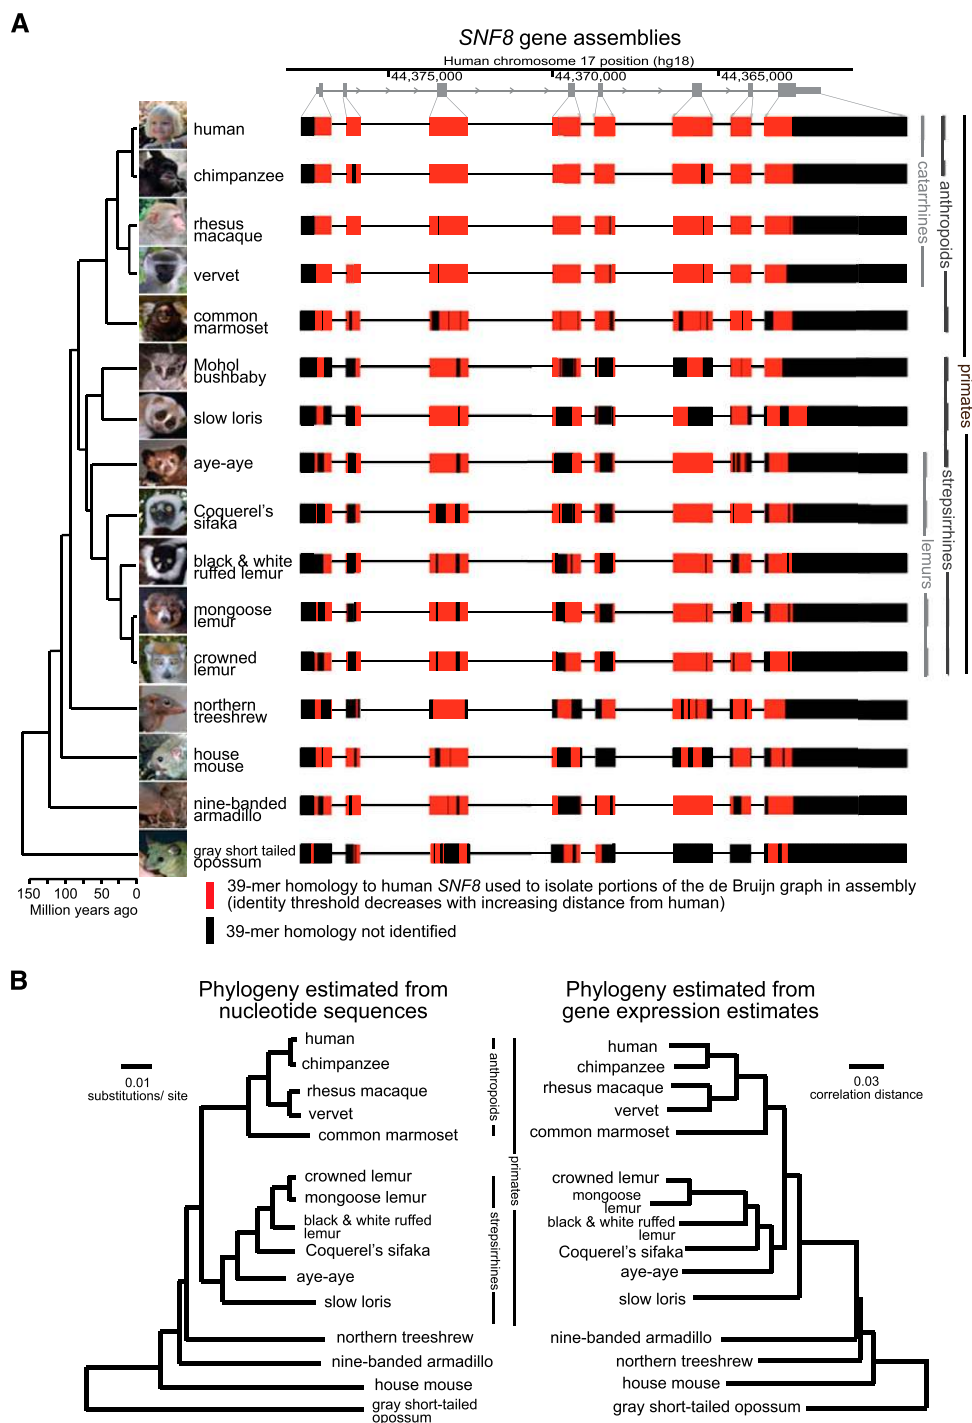 A
SNF8 gene assemblies
Human chromosome 17 position (hg18)
44,375,000
44,370,000
44,365,000
human
chimpanzee
rhesus
macaque
vervet
common
marmoset
Mohol
bushbaby
slow loris
aye-aye
Coquerel's
sifaka
black & white
ruffed lemur
mongoose
lemur
crowned
lemur
northern
treeshrew
house
mouse
nine-banded
armadillo
gray short tailed
opossum
catarrhines
anthropoids
primates
strepsirrhines
lemurs
150 100 50 0
Million years ago
39-mer homology to human SNF8 used to isolate portions of the de Bruijn graph in assembly
(identity threshold decreases with increasing distance from human)
39-mer homology not identified
B
Phylogeny estimated from
nucleotide sequences
0.01
substitutions/ site
human
chimpanzee
rhesus macaque
vervet
common marmoset
crowned lemur
mongoose lemur
black & white ruffed
lemur
Coquerel's sifaka
aye-aye
slow loris
northern treeshrew
nine-banded armadillo
house mouse
gray short-tailed
opossum
anthropoids
primates
strepsirrhines
Phylogeny estimated from
gene expression estimates
0.03
correlation distance
human
chimpanzee
rhesus macaque
vervet
common marmoset
crowned lemur
mongoose
lemur
black & white ruffed
lemur
Coquerel's sifaka
aye-aye
slow loris
nine-banded armadillo
northern treeshrew
house mouse
gray short-tailed opossum